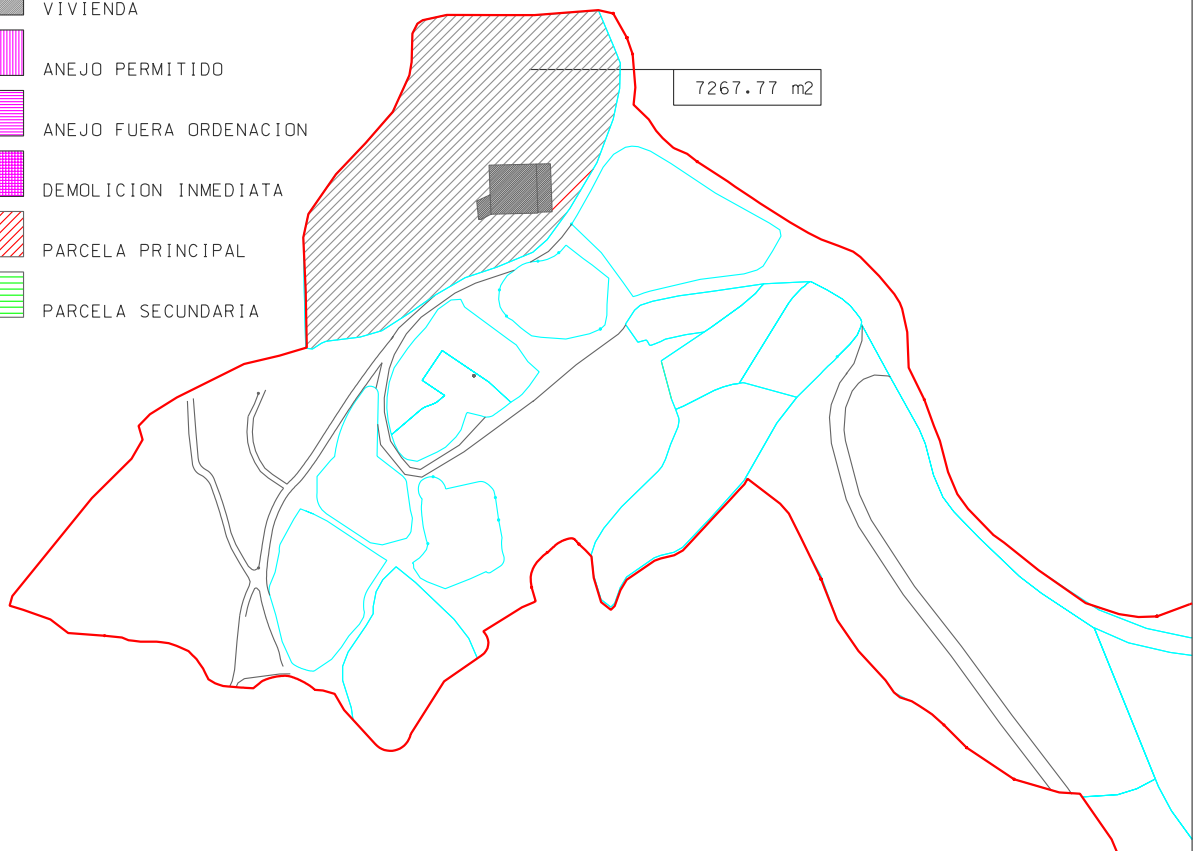 VIVIENDA
ANEJO PERMITIDO
7267.77 m2
ANEJO FUERA ORDENACION
DEMOLICION INMEDIATA
PARCELA PRINCIPAL
PARCELA SECUNDARIA